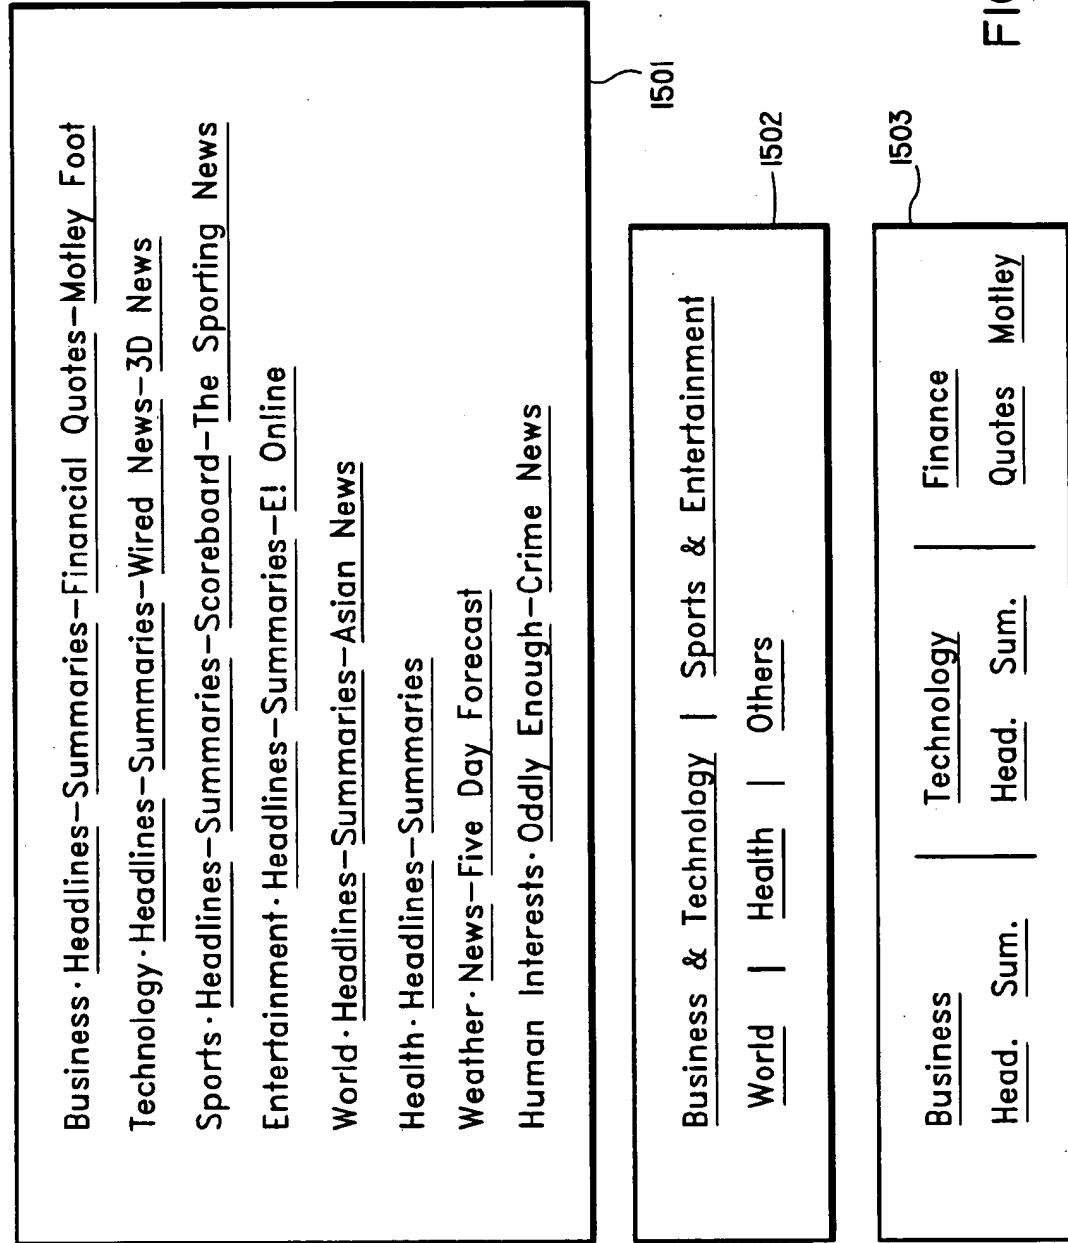 Business · Headlines–Summaries–Financial Quotes–Motley Foot
Technology · Headlines–Summaries–Wired News–3D News
Sports · Headlines–Summaries–Scoreboard–The Sporting News
Entertainment · Headlines–Summaries–E! Online
World · Headlines–Summaries–Asian News
Health · Headlines–Summaries
Weather · News–Five Day Forecast
Human Interests · Oddly Enough–Crime News
1501
Business & Technology | Sports & Entertainment
World | Health | Others
1502
Business | Technology | Finance
Head. Sum. Head. Sum. Quotes Motley
1503
FIG